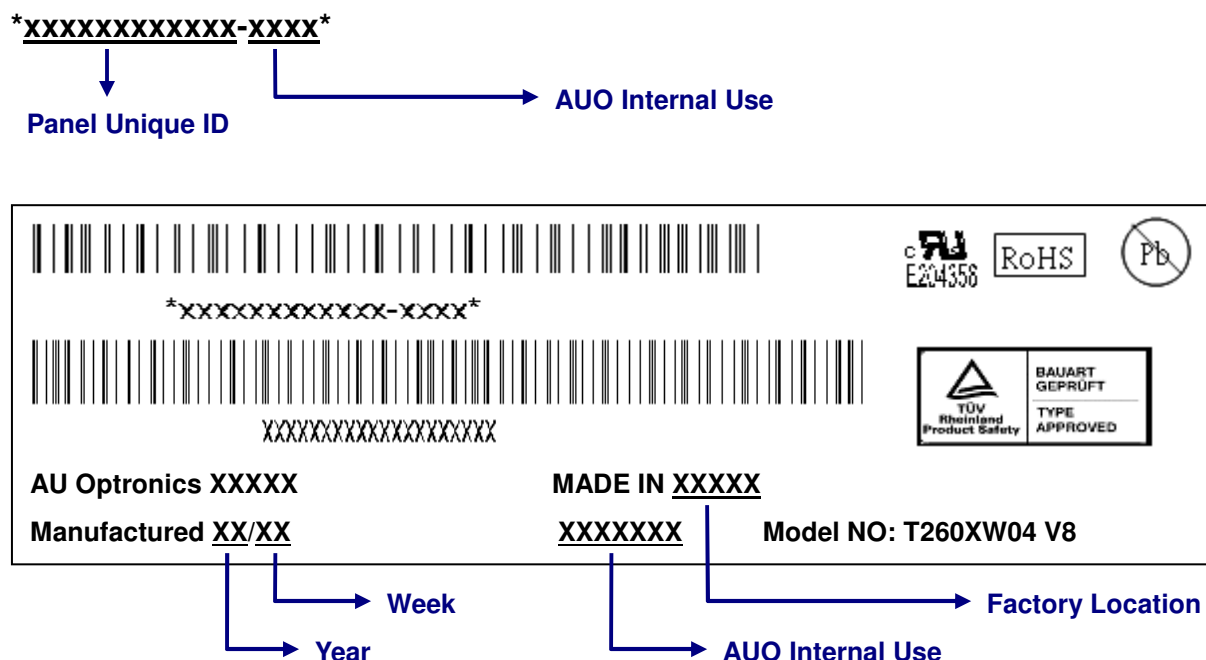 *XXXXXXXXXXXX-XXXX*
AUO Internal Use
Panel Unique ID
c RU us
E204356
RoHS
Pb
*XXXXXXXXXXXX-XXXX*
TÜV
Rheinland
Product Safety
BAUART
GEPRÜFT
TYPE
APPROVED
XXXXXXXXXXXXXXXXXXXX
AU Optronics XXXXX
MADE IN XXXXX
Manufactured XX/XX
XXXXXXX
Model NO: T260XW04 V8
Week
Factory Location
Year
AUO Internal Use